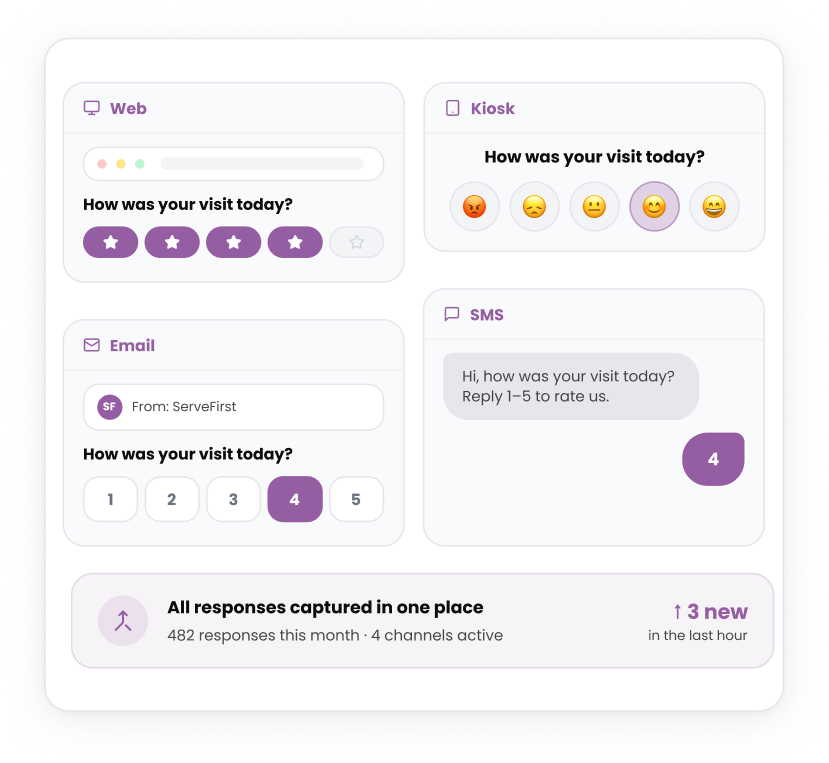 Web
How was your visit today?
Kiosk
How was your visit today?
Email
SF From: ServeFirst
How was your visit today?
1 2 3 4 5
SMS
Hi, how was your visit today?
Reply 1–5 to rate us.
4
All responses captured in one place
482 responses this month · 4 channels active
↑ 3 new
in the last hour